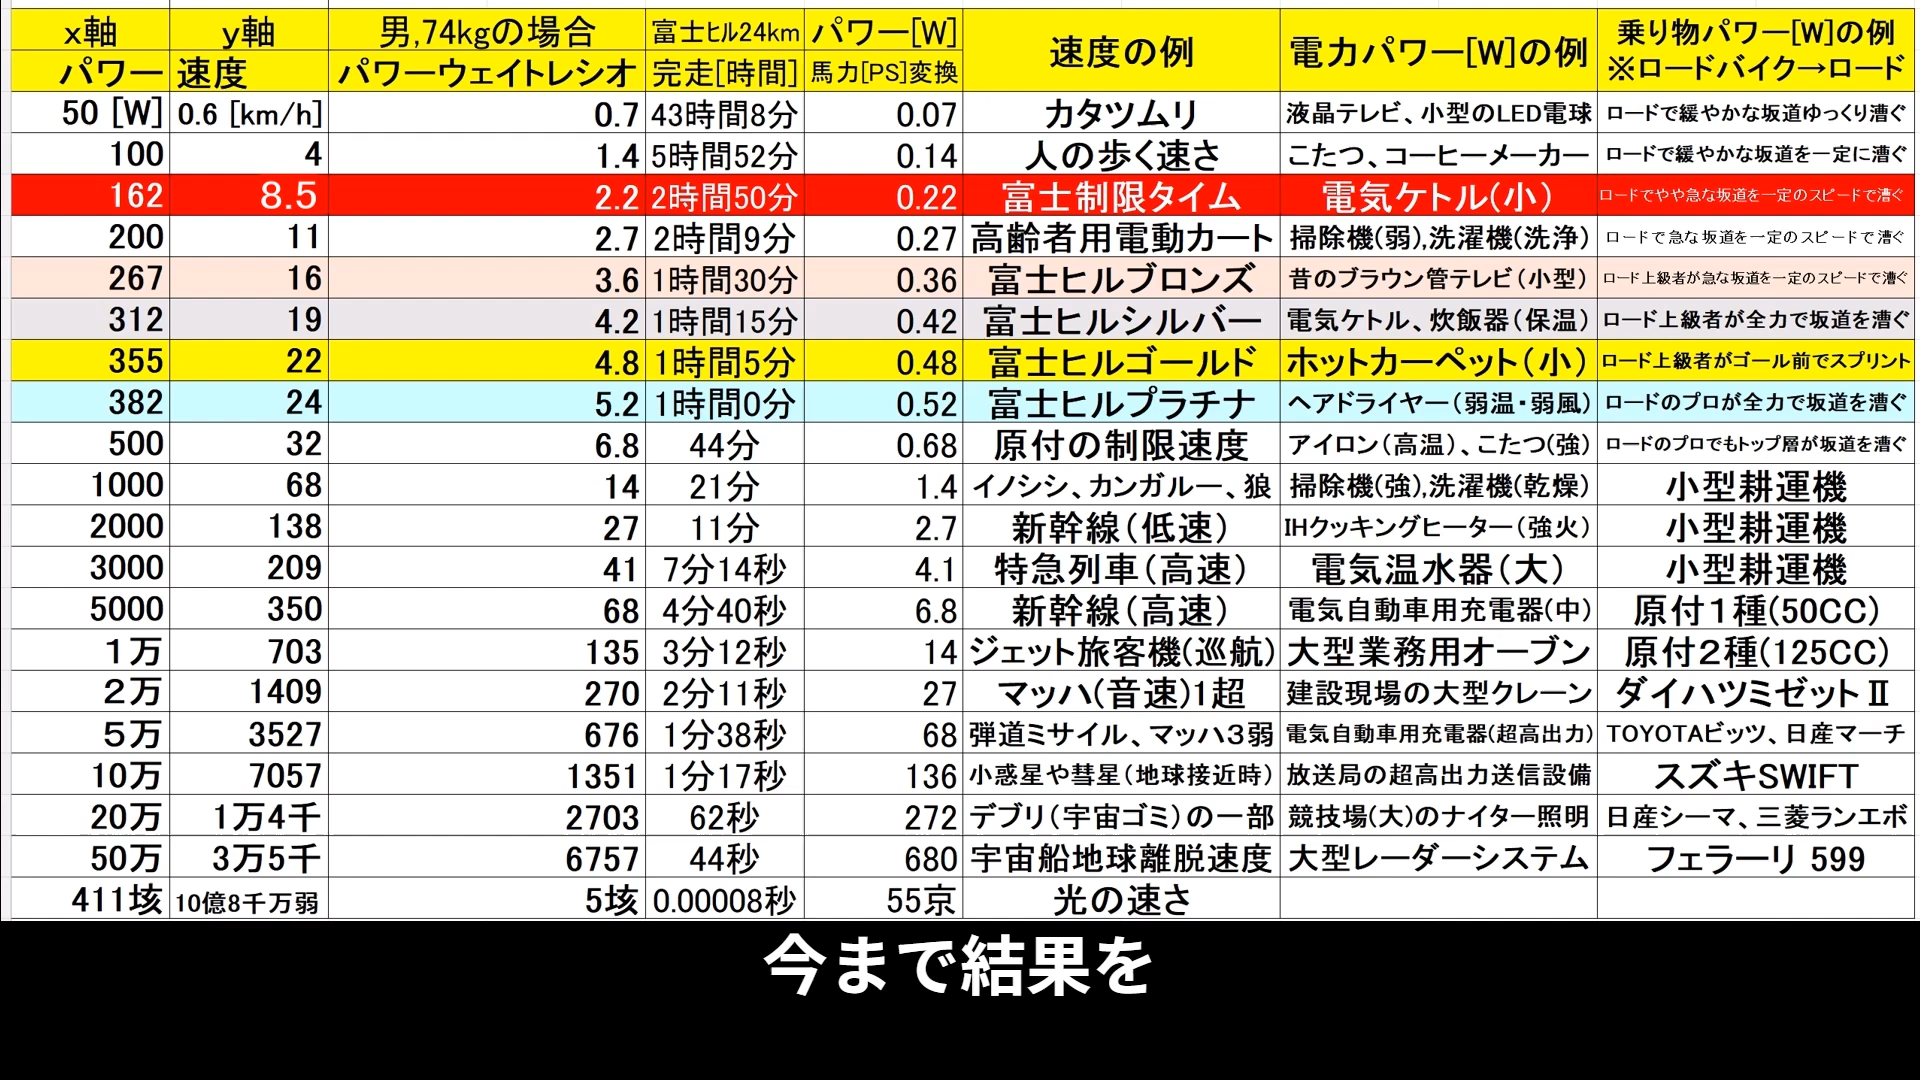 x軸 y軸 男,74kgの場合 富士ﾋﾙ24km パワー[W] 速度の例 電力パワー[W]の例 乗り物パワー[W]の例
パワー 速度 パワーウェイトレシオ 完走[時間] 馬力[PS]変換 ※ロードバイク→ロード
50 [W] 0.6 [km/h] 0.7 43時間8分 0.07 カタツムリ 液晶テレビ、小型のLED電球 ロードで緩やかな坂道ゆっくり漕ぐ
100 4 1.4 5時間52分 0.14 人の歩く速さ こたつ、コーヒーメーカー ロードで緩やかな坂道を一定に漕ぐ
162 8.5 2.2 2時間50分 0.22 富士制限タイム 電気ケトル(小) ロードでやや急な坂道を一定のスピードで漕ぐ
200 11 2.7 2時間9分 0.27 高齢者用電動カート 掃除機(弱),洗濯機(洗浄) ロードで急な坂道を一定のスピードで漕ぐ
267 16 3.6 1時間30分 0.36 富士ヒルブロンズ 昔のブラウン管テレビ(小型) ロード上級者が急な坂道を一定のスピードで漕ぐ
312 19 4.2 1時間15分 0.42 富士ヒルシルバー 電気ケトル、炊飯器(保温) ロード上級者が全力で坂道を漕ぐ
355 22 4.8 1時間5分 0.48 富士ヒルゴールド ホットカーペット(小) ロード上級者がゴール前でスプリント
382 24 5.2 1時間0分 0.52 富士ヒルプラチナ ヘアドライヤー(弱温・弱風) ロードのプロが全力で坂道を漕ぐ
500 32 6.8 44分 0.68 原付の制限速度 アイロン(高温)、こたつ(強) ロードのプロでもトップ層が坂道を漕ぐ
1000 68 14 21分 1.4 イノシシ、カンガルー、狼 掃除機(強),洗濯機(乾燥) 小型耕運機
2000 138 27 11分 2.7 新幹線(低速) IHクッキングヒーター(強火) 小型耕運機
3000 209 41 7分14秒 4.1 特急列車(高速) 電気温水器(大) 小型耕運機
5000 350 68 4分40秒 6.8 新幹線(高速) 電気自動車用充電器(中) 原付1種(50CC)
1万 703 135 3分12秒 14 ジェット旅客機(巡航) 大型業務用オーブン 原付2種(125CC)
2万 1409 270 2分11秒 27 マッハ(音速)1超 建設現場の大型クレーン ダイハツミゼットⅡ
5万 3527 676 1分38秒 68 弾道ミサイル、マッハ3弱 電気自動車用充電器(超高出力) TOYOTAビッツ、日産マーチ
10万 7057 1351 1分17秒 136 小惑星や彗星(地球接近時) 放送局の超高出力送信設備 スズキSWIFT
20万 1万4千 2703 62秒 272 デブリ(宇宙ゴミ)の一部 競技場(大)のナイター照明 日産シーマ、三菱ランエボ
50万 3万5千 6757 44秒 680 宇宙船地球離脱速度 大型レーダーシステム フェラーリ 599
411垓 10億8千万弱 5垓 0.00008秒 55京 光の速さ
今まで結果を